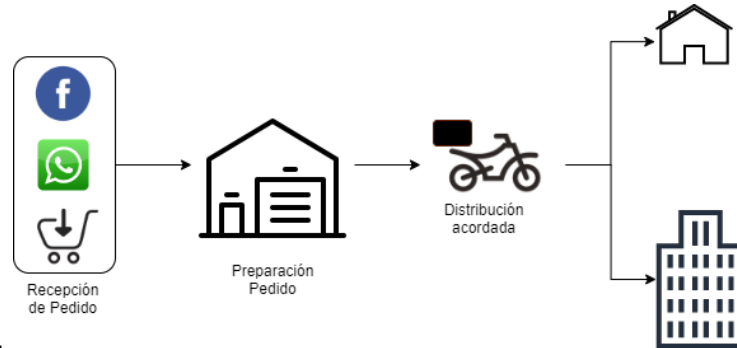 Recepción
de Pedido
Preparación
Pedido
Distribución
acordada